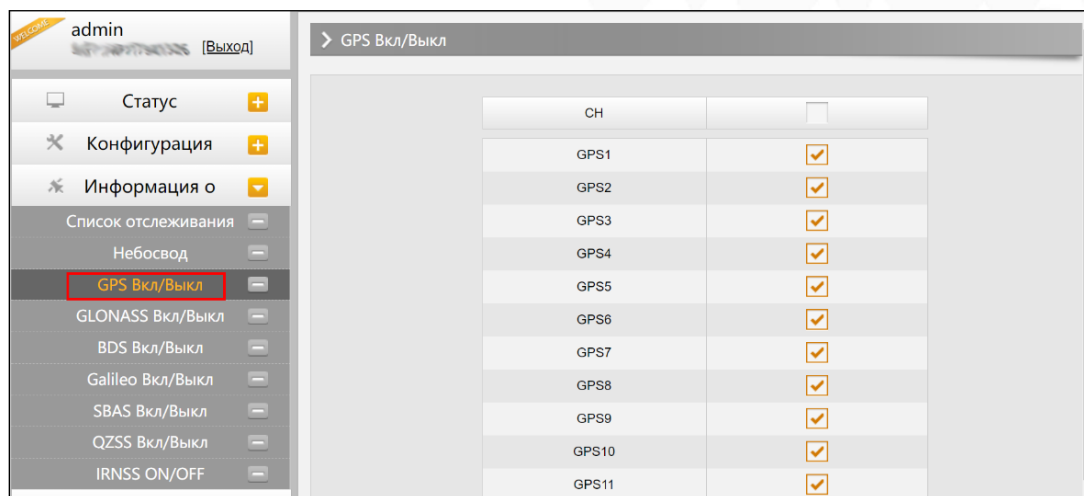 WELCOME
admin
[Выход]
Статус
Конфигурация
Информация о
Список отслеживания
Небосвод
GPS Вкл/Выкл
GLONASS Вкл/Выкл
BDS Вкл/Выкл
Galileo Вкл/Выкл
SBAS Вкл/Выкл
QZSS Вкл/Выкл
IRNSS ON/OFF
GPS Вкл/Выкл
CH
GPS1
GPS2
GPS3
GPS4
GPS5
GPS6
GPS7
GPS8
GPS9
GPS10
GPS11